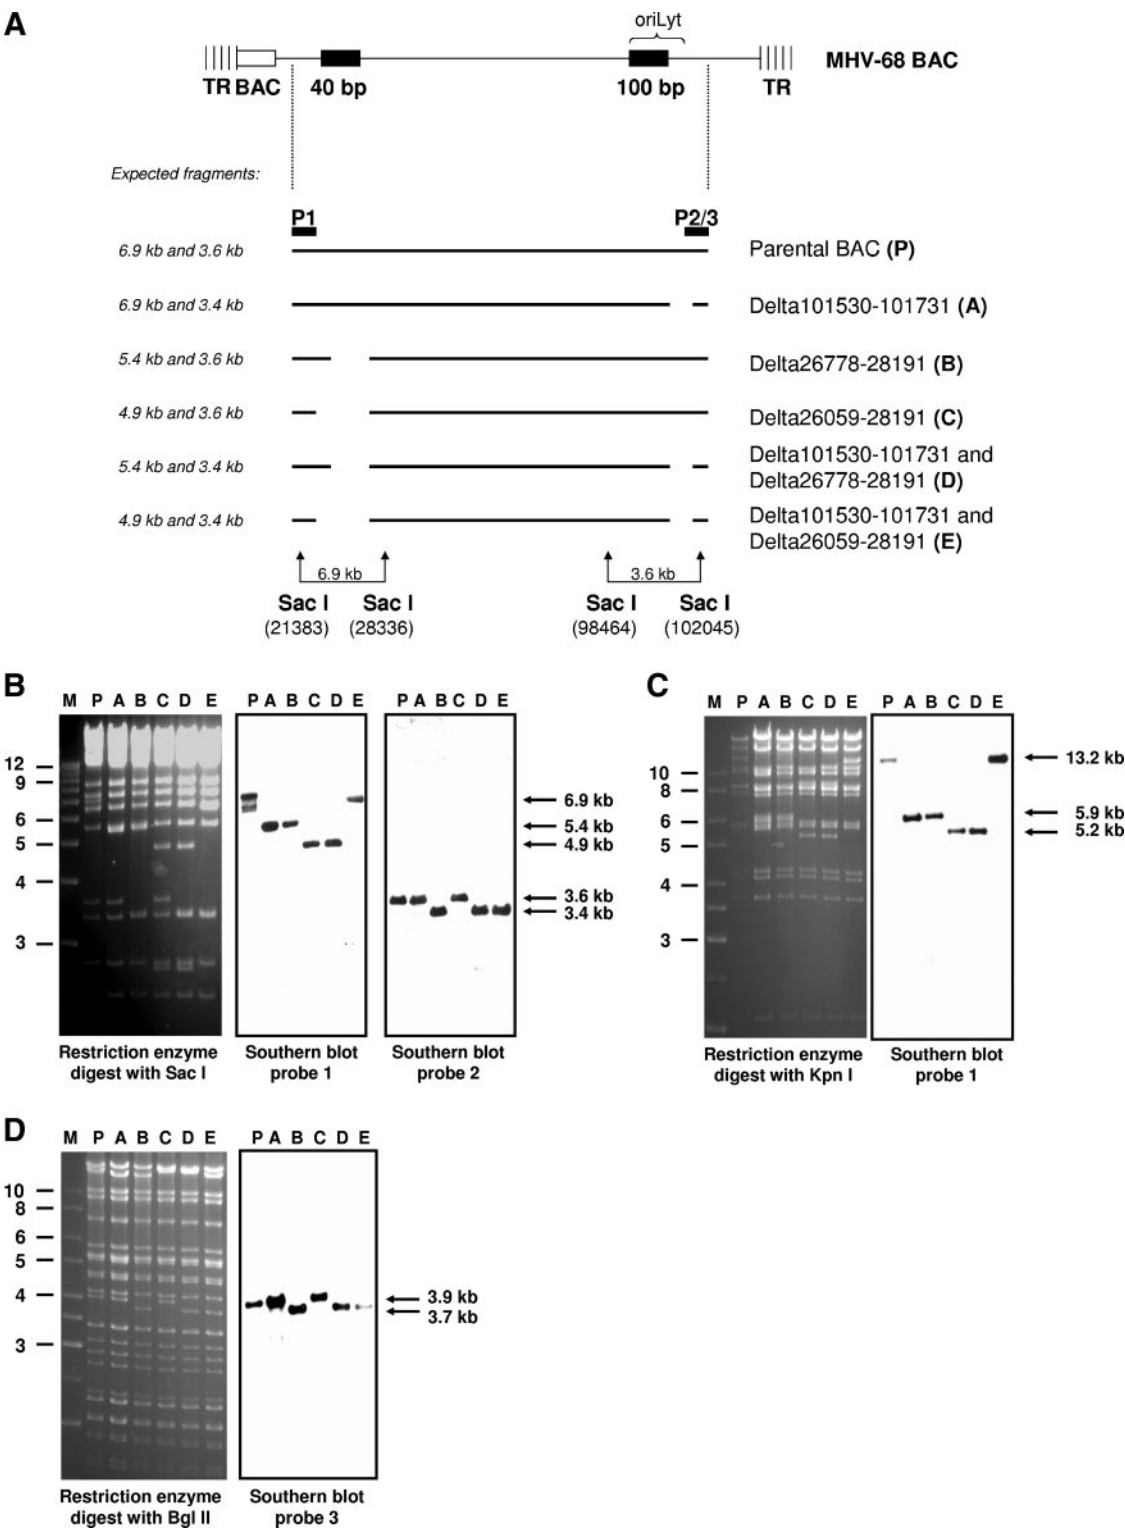 A
oriLyt
MHV-68 BAC
TR BAC 40 bp 100 bp TR
Expected fragments:
P1 P2/3
6.9 kb and 3.6 kb Parental BAC (P)
6.9 kb and 3.4 kb Delta101530-101731 (A)
5.4 kb and 3.6 kb Delta26778-28191 (B)
4.9 kb and 3.6 kb Delta26059-28191 (C)
5.4 kb and 3.4 kb Delta101530-101731 and
Delta26778-28191 (D)
4.9 kb and 3.4 kb Delta101530-101731 and
Delta26059-28191 (E)
6.9 kb 3.6 kb
Sac I Sac I Sac I Sac I
(21383) (28336) (98464) (102045)
B
M P A B C D E
P A B C D E
P A B C D E
12
9
6
5
4
3
6.9 kb
5.4 kb
4.9 kb
3.6 kb
3.4 kb
Restriction enzyme
digest with Sac I
Southern blot
probe 1
Southern blot
probe 2
C
M P A B C D E
P A B C D E
10
8
6
5
4
3
13.2 kb
5.9 kb
5.2 kb
Restriction enzyme
digest with Kpn I
Southern blot
probe 1
D
M P A B C D E
P A B C D E
10
8
6
5
4
3
3.9 kb
3.7 kb
Restriction enzyme
digest with Bgl II
Southern blot
probe 3